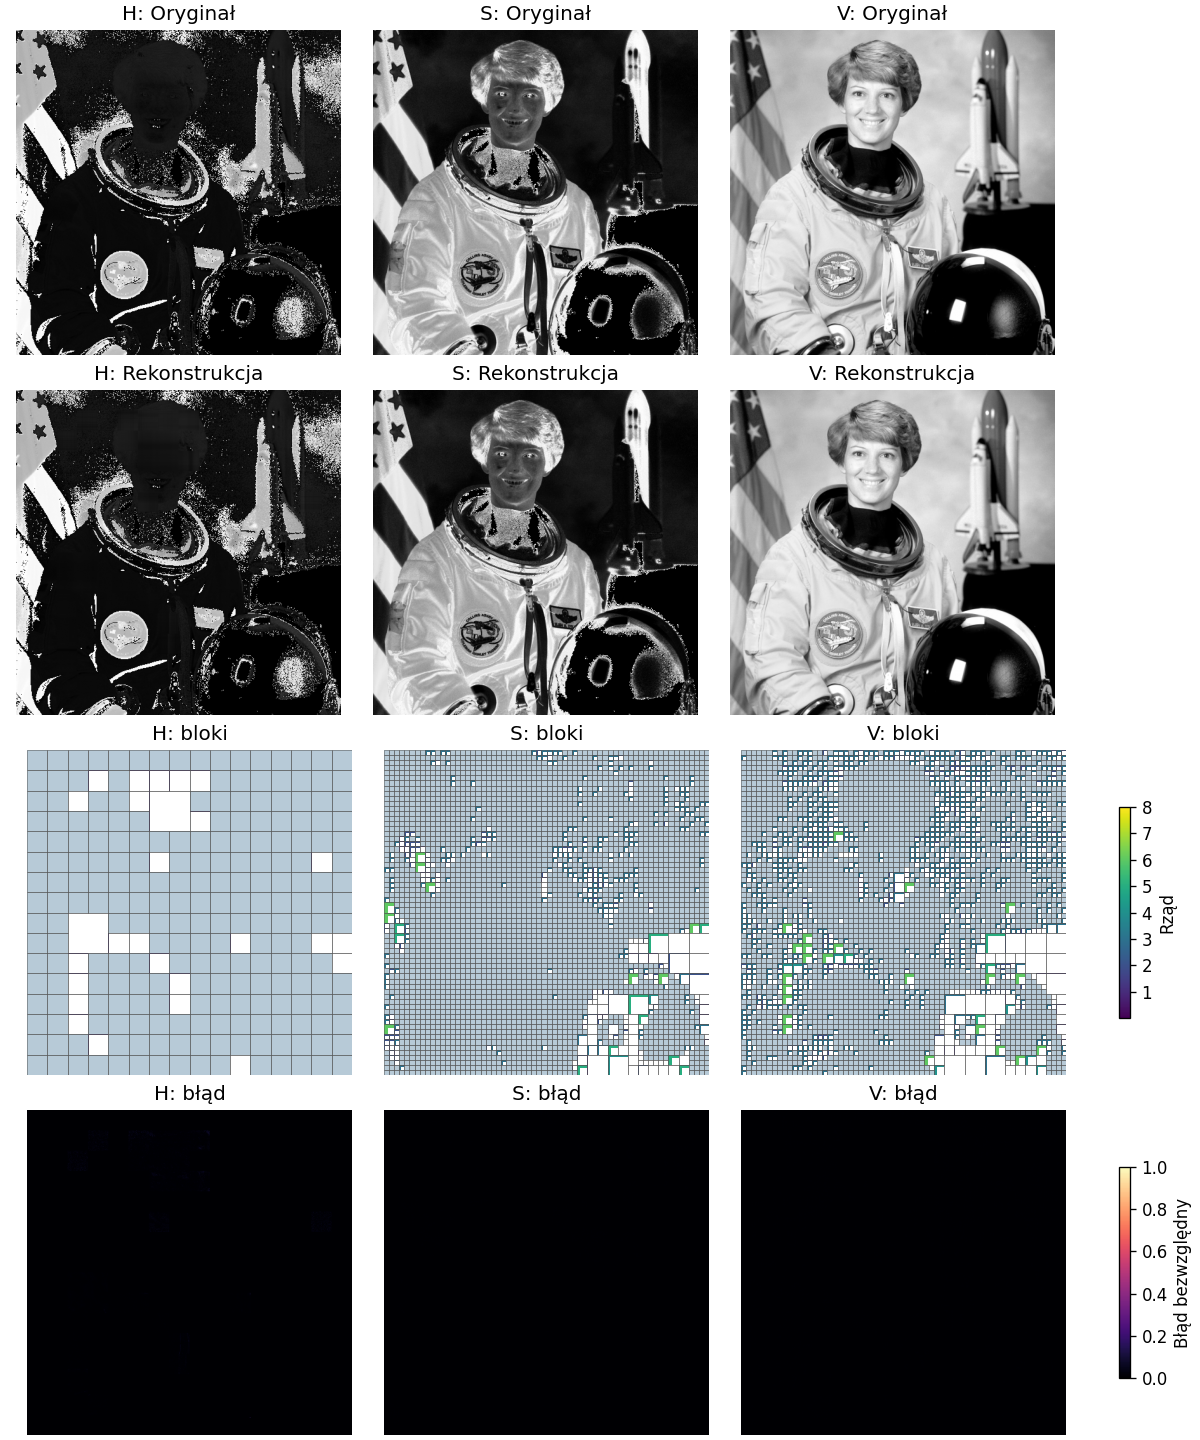 H: Oryginał
S: Oryginał
V: Oryginał
H: Rekonstrukcja
S: Rekonstrukcja
V: Rekonstrukcja
H: bloki
S: bloki
V: bloki
8
7
6
5
4
3
2
1
Rząd
H: błąd
S: błąd
V: błąd
1.0
0.8
0.6
0.4
0.2
0.0
Błąd bezwzględny